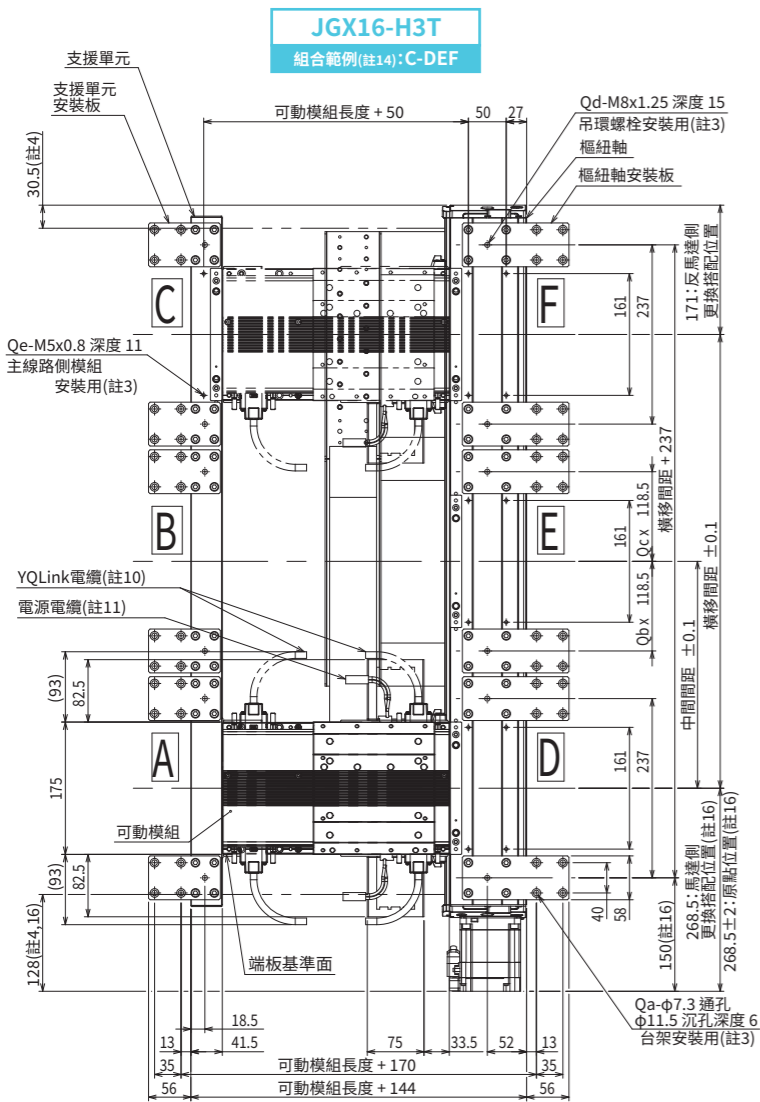 JGX16-H3T
組合範例(註14):C-DEF
支援單元
支援單元
安裝板
可動模組長度 + 50
50
27
Qd-M8x1.25 深度 15
吊環螺栓安裝用(註3)
樞紐軸
樞紐軸安裝板
30.5(註4)
171:反馬達側
更換搭配位置
C
F
161
237
Qe-M5x0.8 深度 11
主線路側模組
安裝用(註3)
B
E
161
Qc x 118.5
Qb x 118.5
橫移間距 + 237
橫移間距 ±0.1
中間間距 ±0.1
YQLink電纜(註10)
電源電纜(註11)
(93)
82.5
A
D
175
161
237
可動模組
(93)
82.5
128(註4,16)
端板基準面
40
58
150(註16)
268.5:馬達側
更換搭配位置(註16)
268.5±2:原點位置(註16)
Qa-φ7.3 通孔
φ11.5 沉孔深度 6
台架安裝用(註3)
18.5
13
41.5
75
33.5
52
13
35
可動模組長度 + 170
35
56
可動模組長度 + 144
56